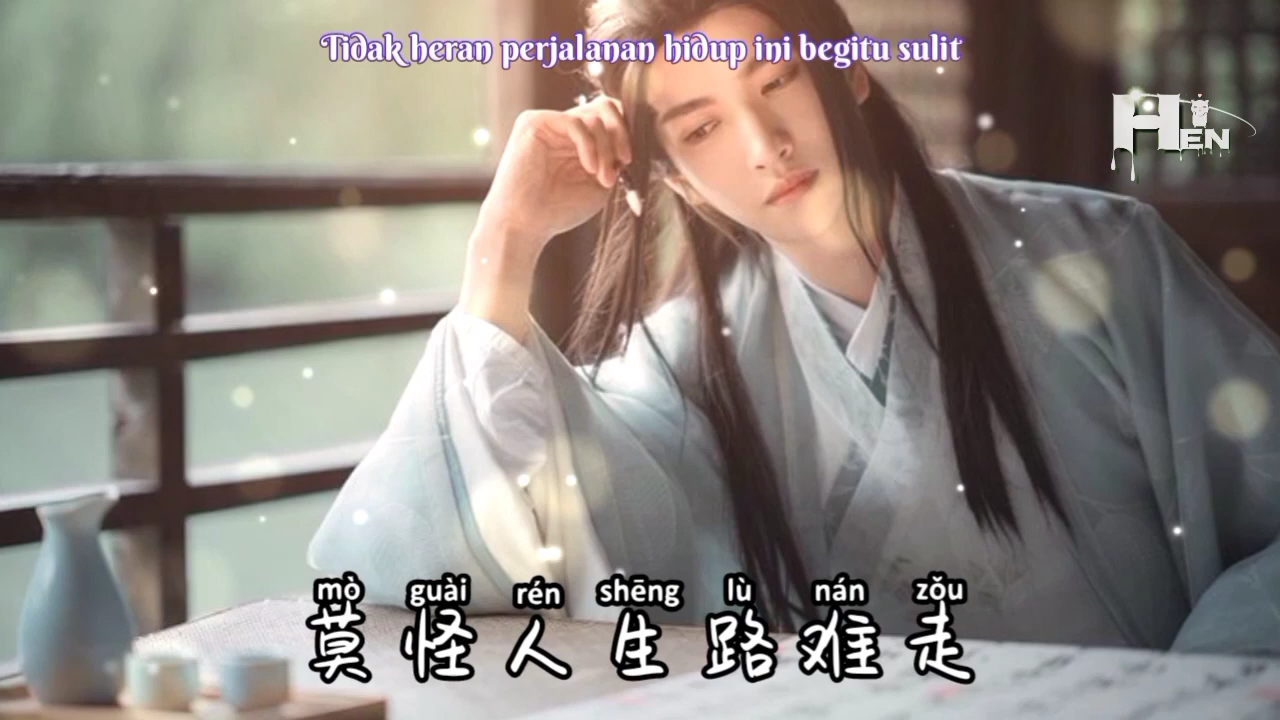 Tidak heran perjalanan hidup ini begitu sulit
HEN
mò guài rén shēng lù nán zǒu
莫怪人生路难走